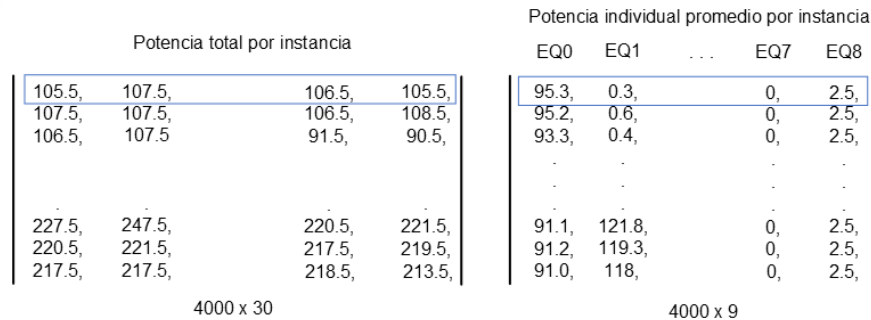 Potencia total por instancia
105.5, 107.5, 106.5, 105.5,
107.5, 107.5, 106.5, 108.5,
106.5, 107.5 91.5, 90.5,
. . . .
227.5, 247.5, 220.5, 221.5,
220.5, 221.5, 217.5, 219.5,
217.5, 217.5, 218.5, 213.5,
4000 x 30
Potencia individual promedio por instancia
EQ0 EQ1 . . . EQ7 EQ8
95.3, 0.3, 0, 2.5,
95.2, 0.6, 0, 2.5,
93.3, 0.4, 0, 2.5,
. . . .
. . . .
. . . .
91.1, 121.8, 0, 2.5,
91.2, 119.3, 0, 2.5,
91.0, 118, 0, 2.5,
4000 x 9